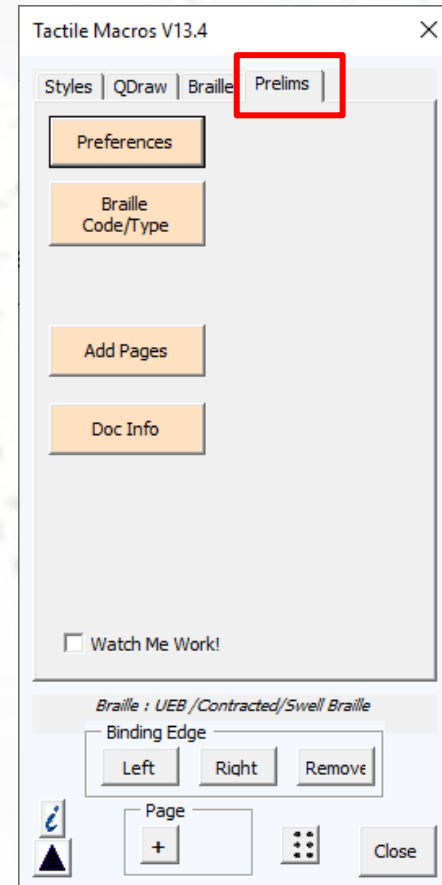 Tactile Macros V13.4
Styles QDraw Braille Prelims
Preferences
Braille
Code/Type
Add Pages
Doc Info
Watch Me Work!
Braille : UEB /Contracted/Swell Braille
Binding Edge
Left Right Remove
Page
i
+
Close